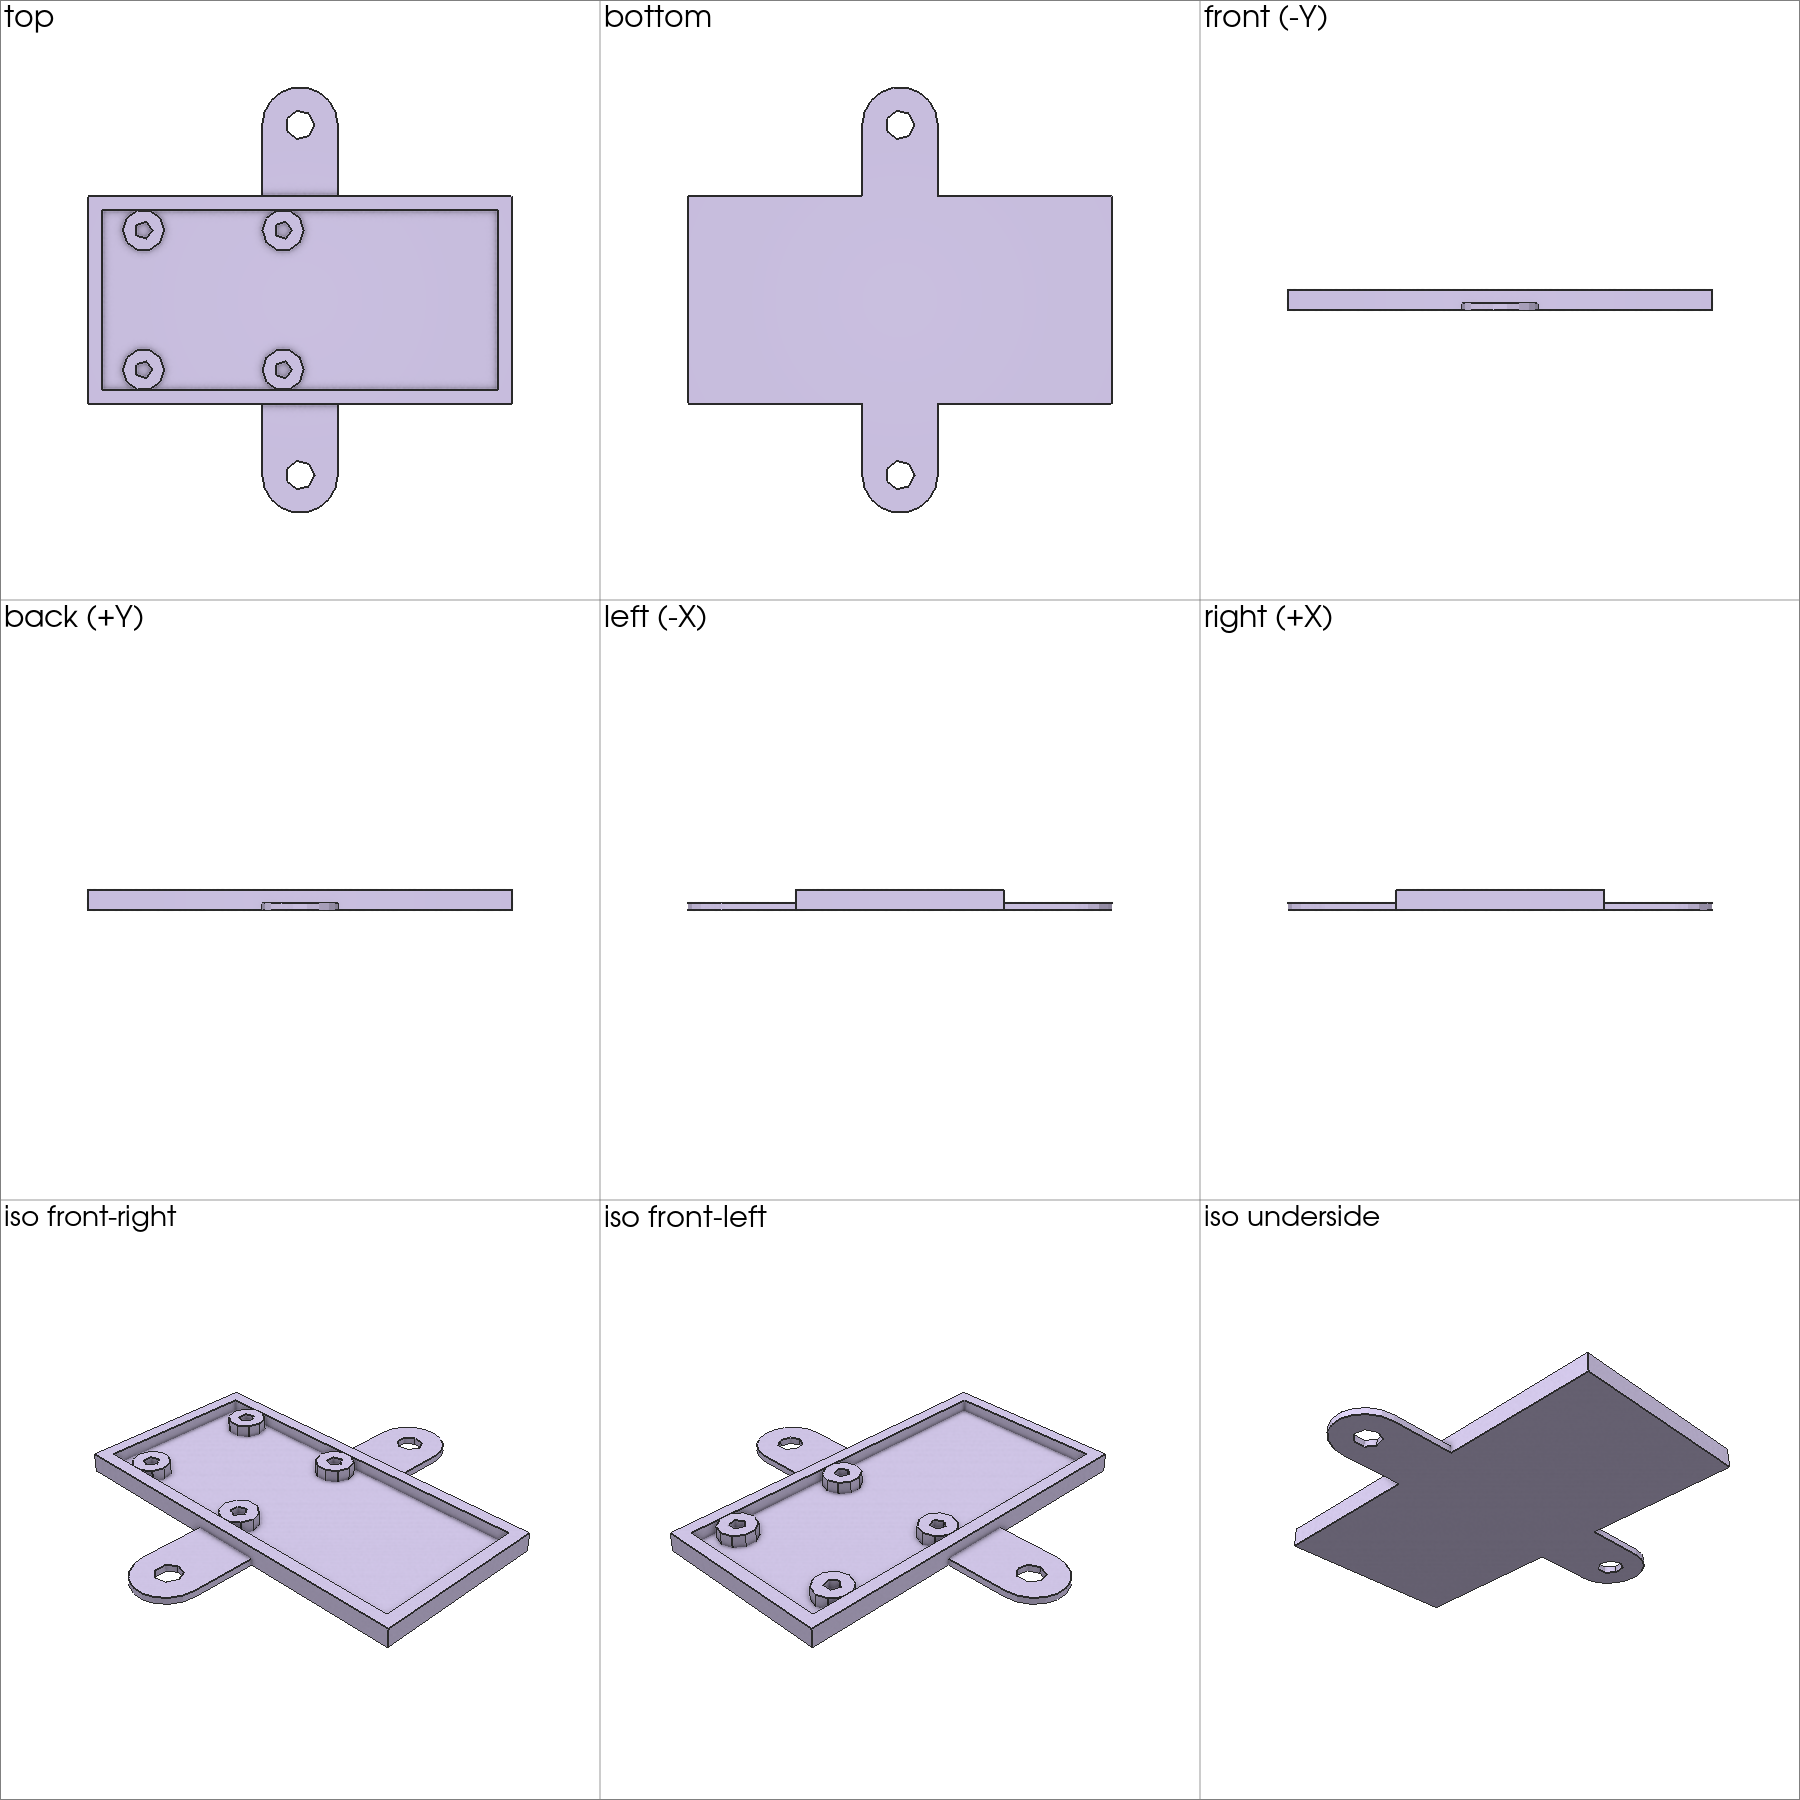 top
bottom
front (-Y)
back (+Y)
left (-X)
right (+X)
iso front-right
iso front-left
iso underside